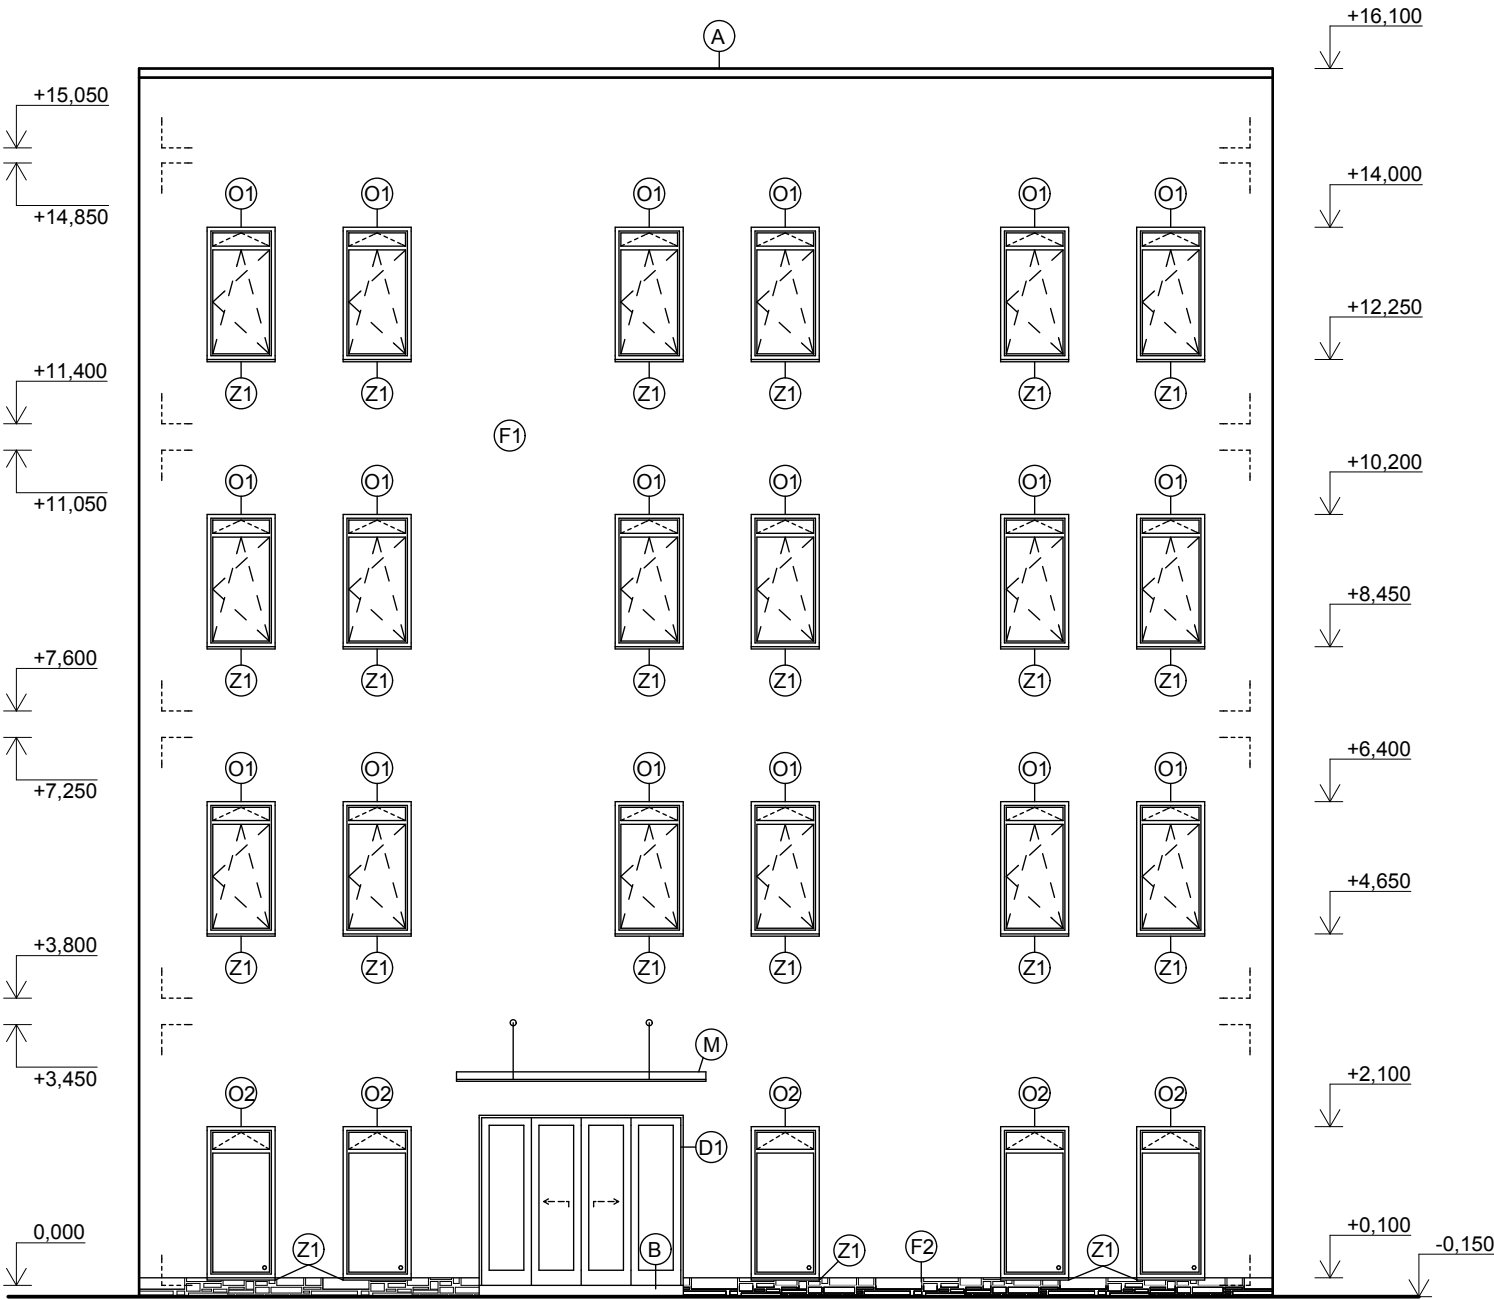 +16,100
A
+15,050
+14,000
O1 O1 O1 O1 O1 O1
+14,850
+12,250
+11,400
Z1 Z1 Z1 Z1 Z1 Z1
F1
+10,200
O1 O1 O1 O1 O1 O1
+11,050
+8,450
+7,600
Z1 Z1 Z1 Z1 Z1 Z1
+6,400
O1 O1 O1 O1 O1 O1
+7,250
+4,650
+3,800
Z1 Z1 Z1 Z1 Z1 Z1
M
+3,450
+2,100
O2 O2 O2 O2 O2
D1
+0,100
0,000
-0,150
Z1 B Z1 F2 Z1